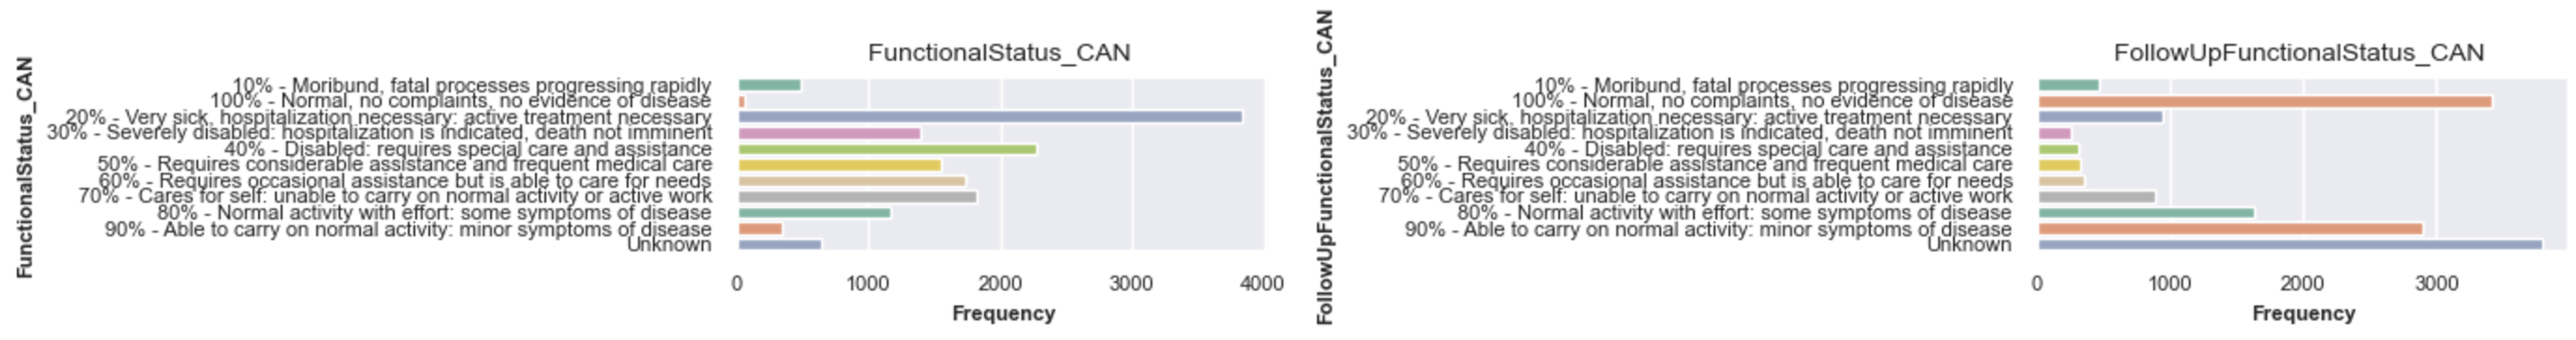 FunctionalStatus_CAN
FunctionalStatus_CAN
10% - Moribund, fatal processes progressing rapidly
100% - Normal, no complaints, no evidence of disease
20% - Very sick, hospitalization necessary: active treatment necessary
30% - Severely disabled: hospitalization is indicated, death not imminent
40% - Disabled: requires special care and assistance
50% - Requires considerable assistance and frequent medical care
60% - Requires occasional assistance but is able to care for needs
70% - Cares for self: unable to carry on normal activity or active work
80% - Normal activity with effort: some symptoms of disease
90% - Able to carry on normal activity: minor symptoms of disease
Unknown
0 1000 2000 3000 4000
Frequency
FollowUpFunctionalStatus_CAN
FollowUpFunctionalStatus_CAN
10% - Moribund, fatal processes progressing rapidly
100% - Normal, no complaints, no evidence of disease
20% - Very sick, hospitalization necessary: active treatment necessary
30% - Severely disabled: hospitalization is indicated, death not imminent
40% - Disabled: requires special care and assistance
50% - Requires considerable assistance and frequent medical care
60% - Requires occasional assistance but is able to care for needs
70% - Cares for self: unable to carry on normal activity or active work
80% - Normal activity with effort: some symptoms of disease
90% - Able to carry on normal activity: minor symptoms of disease
Unknown
0 1000 2000 3000
Frequency